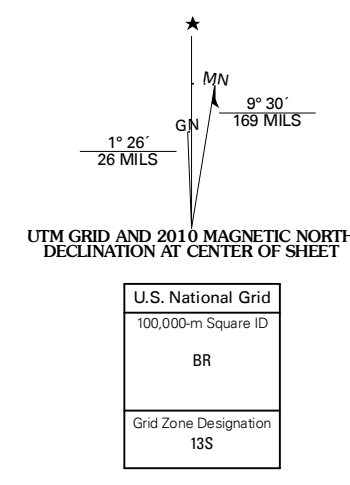 MN
9° 30´
169 MILS
GN
1° 26´
26 MILS
UTM GRID AND 2010 MAGNETIC NORTH
DECLINATION AT CENTER OF SHEET
U.S. National Grid
100,000-m Square ID
BR
Grid Zone Designation
13S